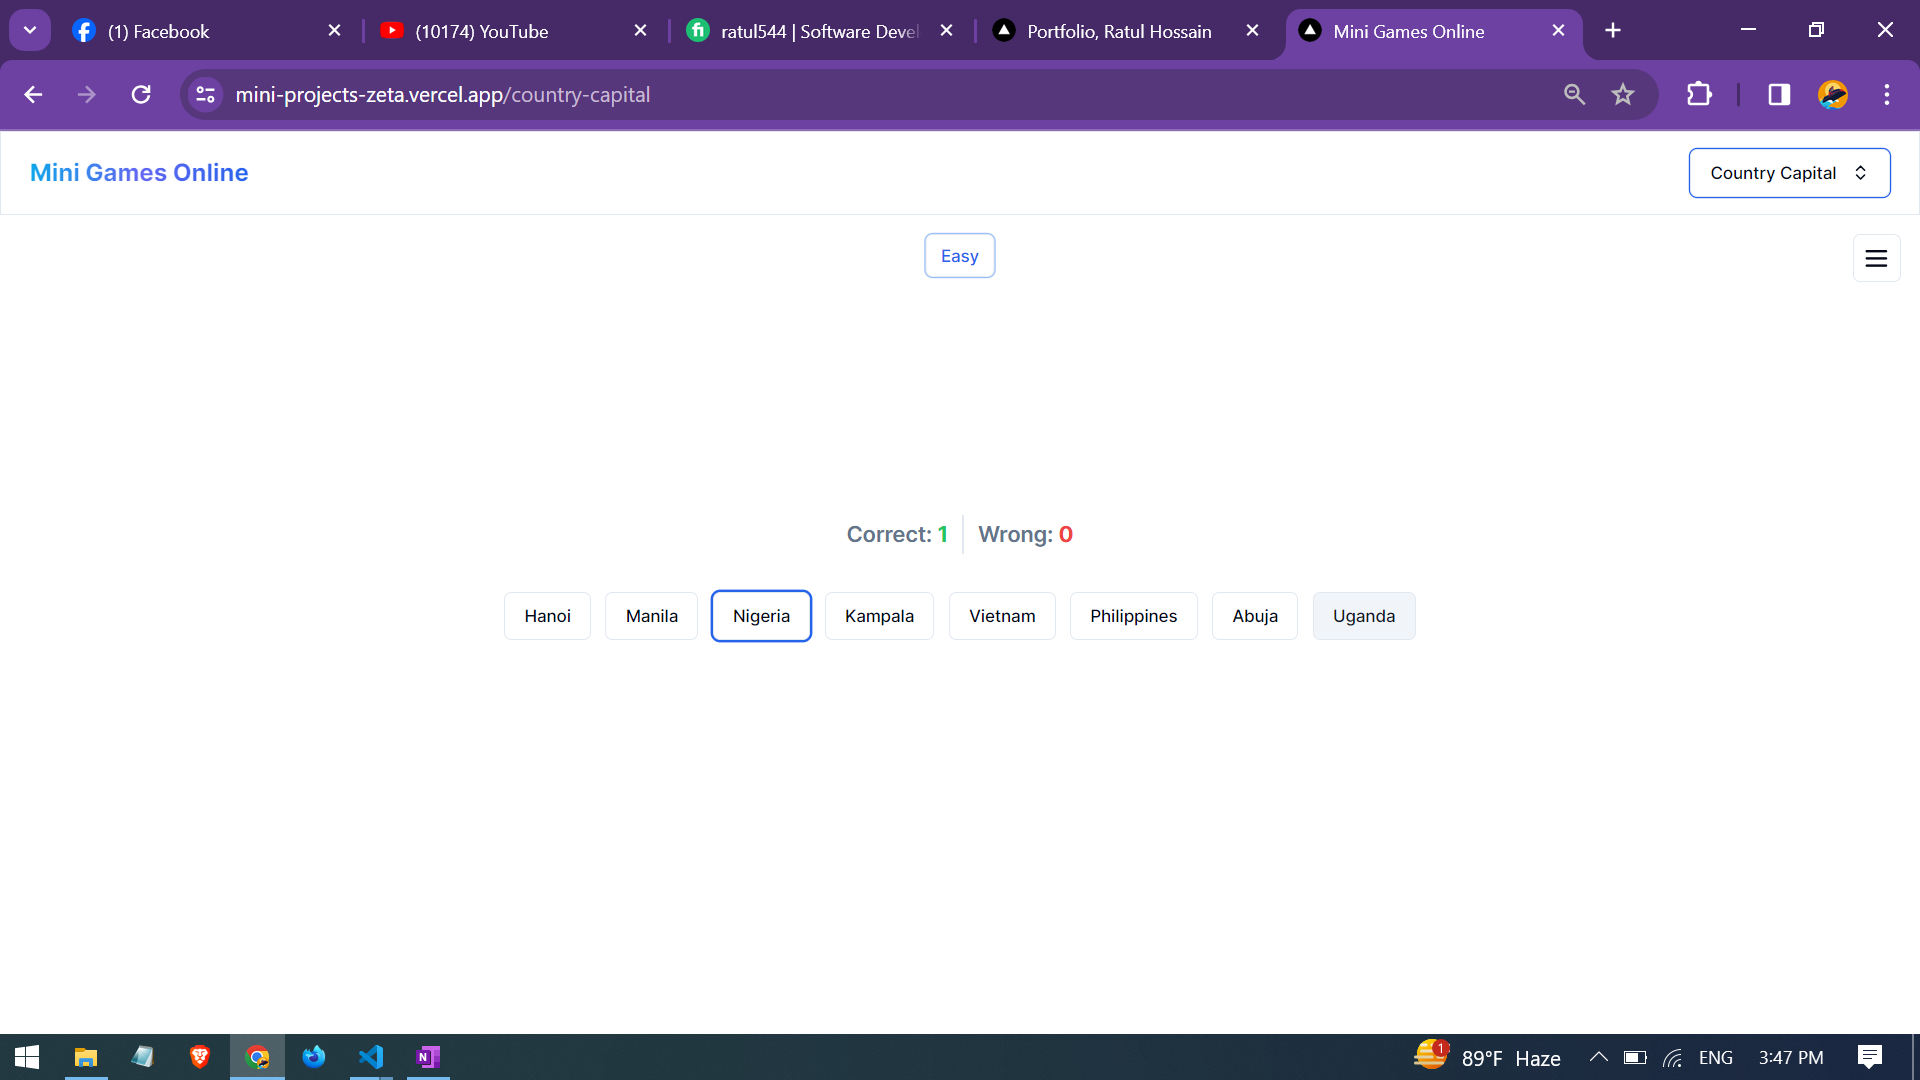 (1) Facebook
(10174) YouTube
ratul544 | Software Devel
Portfolio, Ratul Hossain
Mini Games Online
mini-projects-zeta.vercel.app/country-capital
Mini Games Online
Country Capital
Easy
Correct: 1
Wrong: 0
Hanoi
Manila
Nigeria
Kampala
Vietnam
Philippines
Abuja
Uganda
1
89°F Haze
ENG
3:47 PM